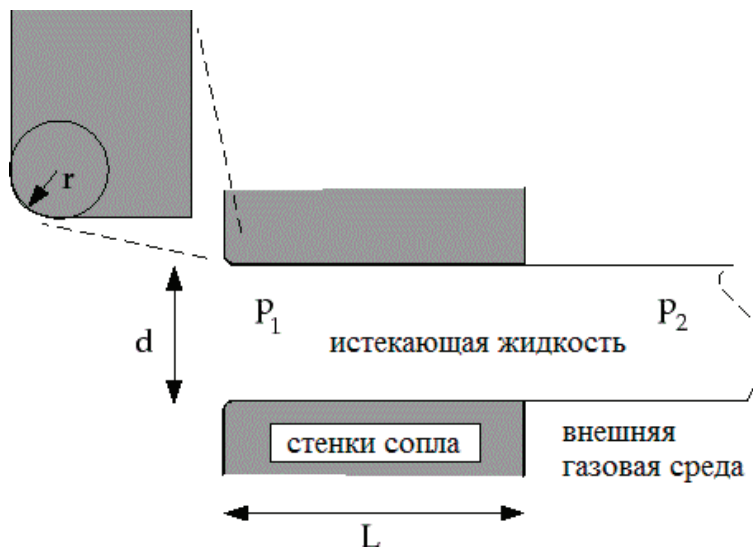 r
p1
p2
d
истекающая жидкость
стенки сопла
внешняя
газовая среда
L